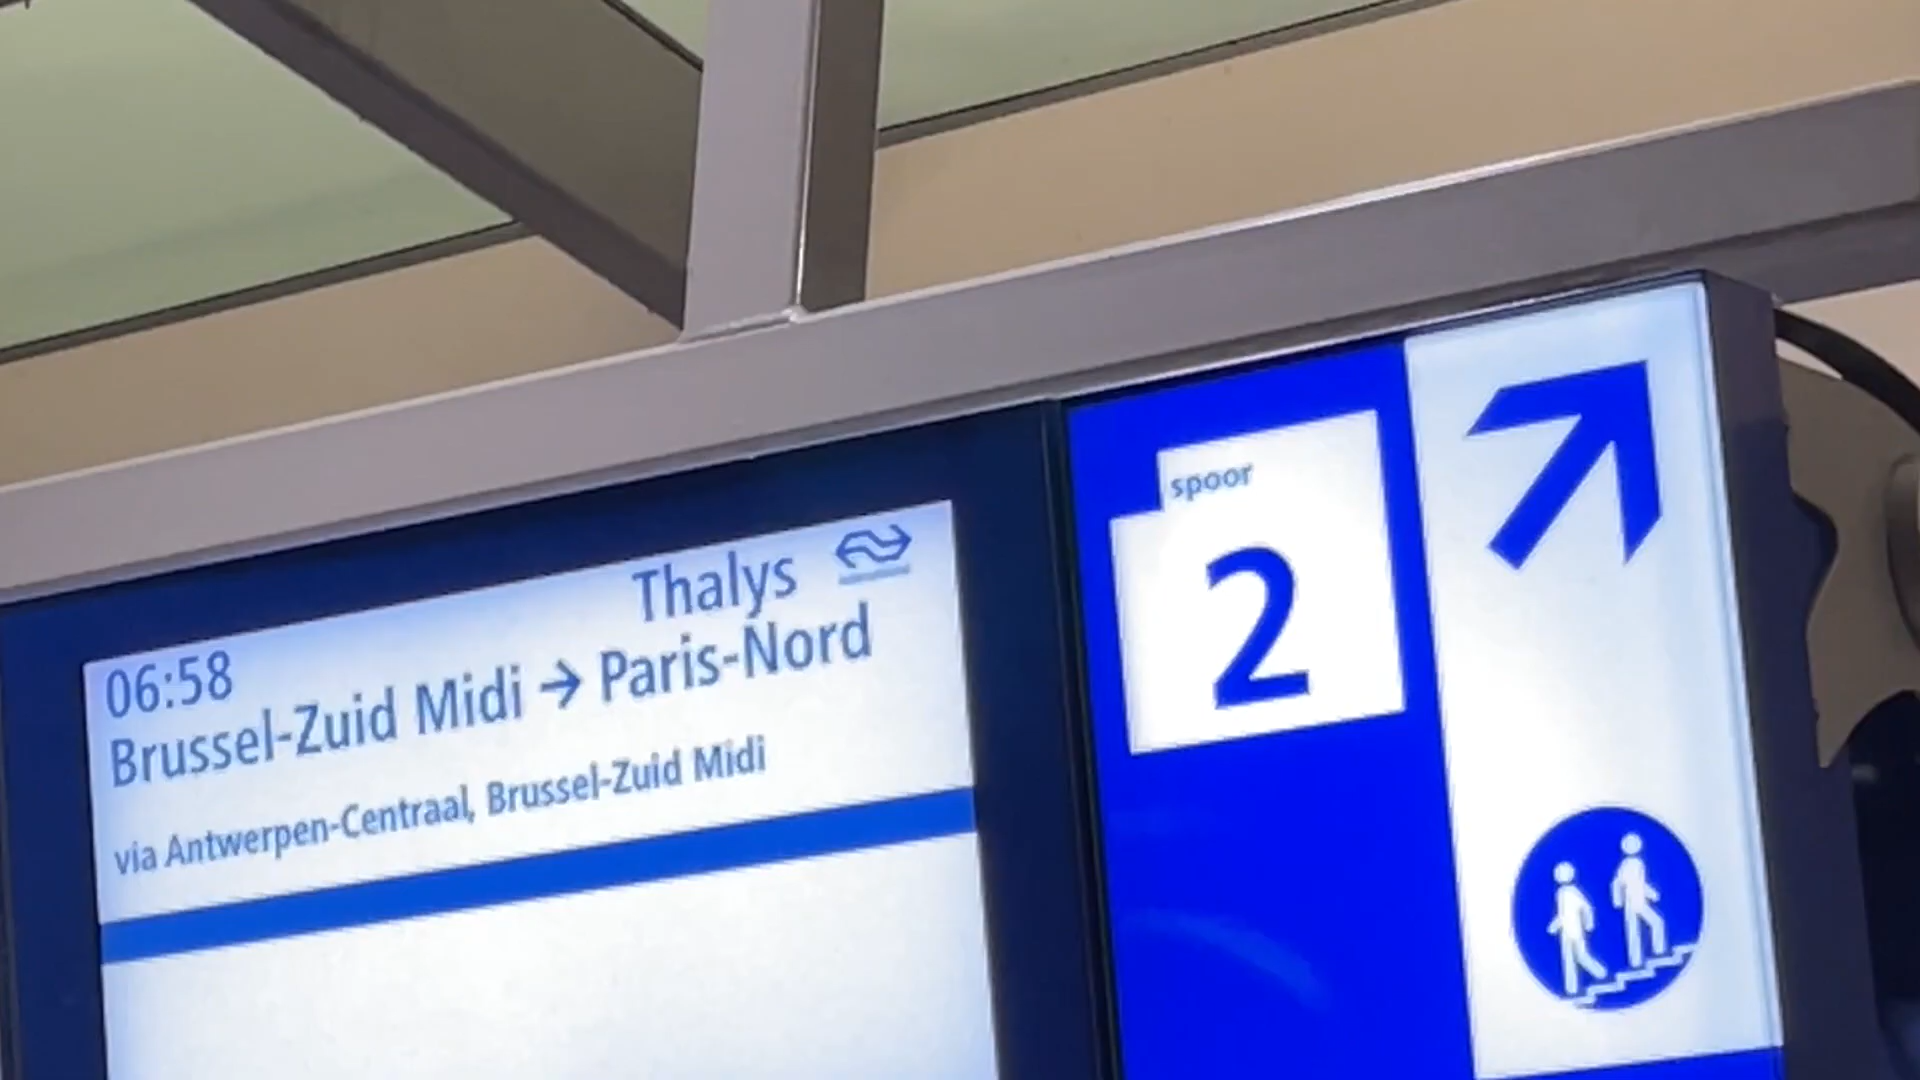 Thalys
06:58
Brussel-Zuid Midi → Paris-Nord
via Antwerpen-Centraal, Brussel-Zuid Midi
spoor
2